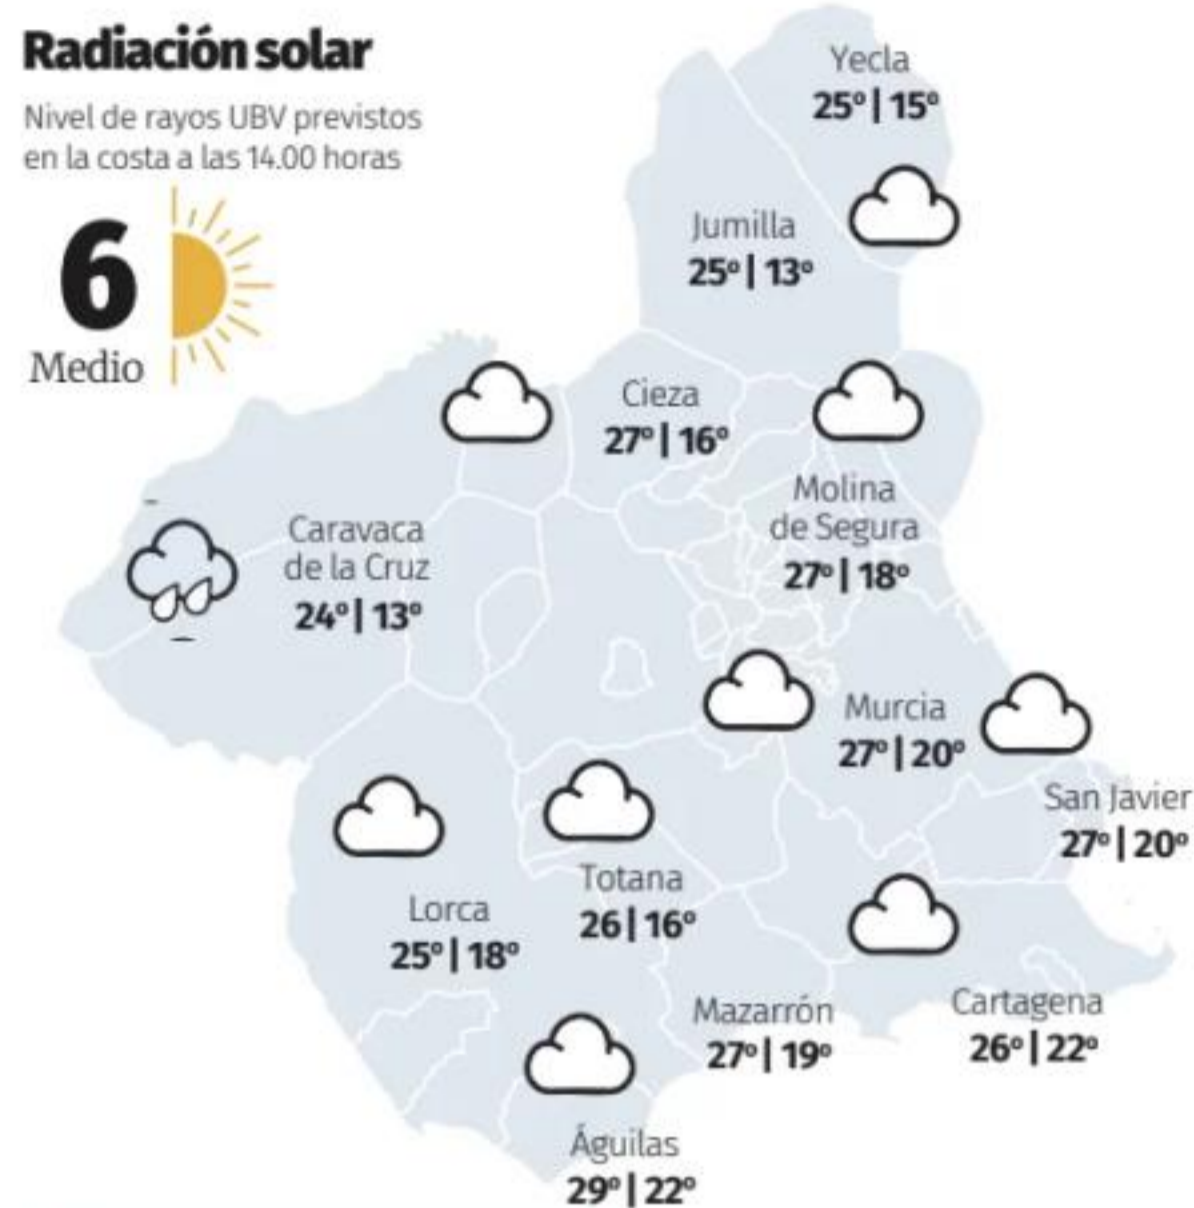 Radiación solar
Nivel de rayos UBV previstos
en la costa a las 14.00 horas
6
Medio
Yecla
25º | 15º
Jumilla
25º | 13º
Cieza
27º | 16º
Molina
de Segura
27º | 18º
Caravaca
de la Cruz
24º | 13º
Murcia
27º | 20º
San Javier
27º | 20º
Totana
26 | 16º
Lorca
25º | 18º
Mazarrón
27º | 19º
Cartagena
26º | 22º
Águilas
29º | 22º